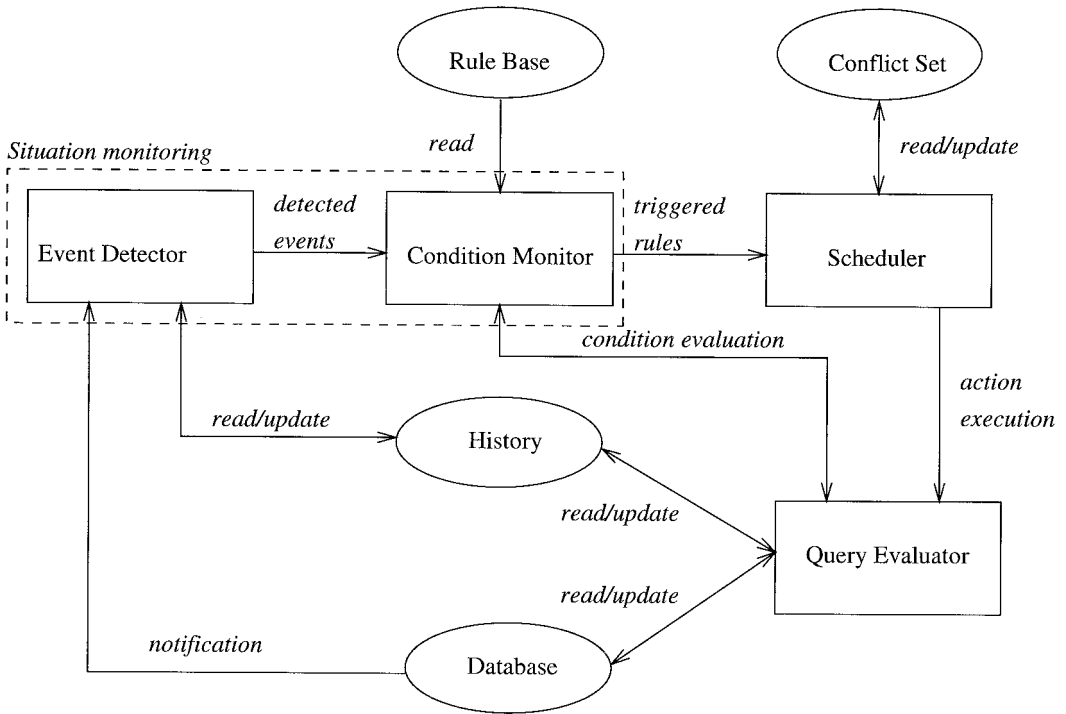 Rule Base
Conflict Set
read
read/update
Situation monitoring
detected
events
triggered
rules
Event Detector
Condition Monitor
Scheduler
condition evaluation
action
execution
read/update
History
read/update
Query Evaluator
read/update
notification
Database